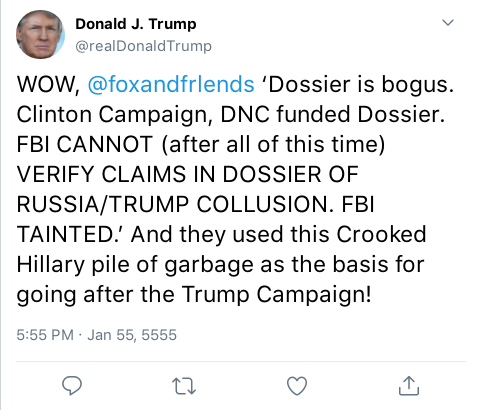 Donald J. Trump
@realDonaldTrump
WOW, @foxandfrlends ‘Dossier is bogus.
Clinton Campaign, DNC funded Dossier.
FBI CANNOT (after all of this time)
VERIFY CLAIMS IN DOSSIER OF
RUSSIA/TRUMP COLLUSION. FBI
TAINTED.’ And they used this Crooked
Hillary pile of garbage as the basis for
going after the Trump Campaign!
5:55 PM · Jan 55, 5555